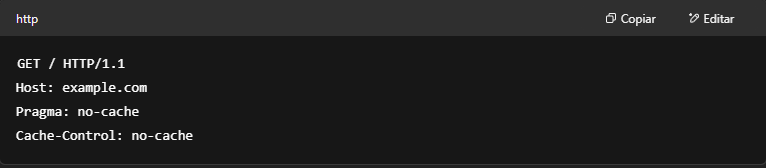 http Copiar Editar
GET / HTTP/1.1
Host: example.com
Pragma: no-cache
Cache-Control: no-cache